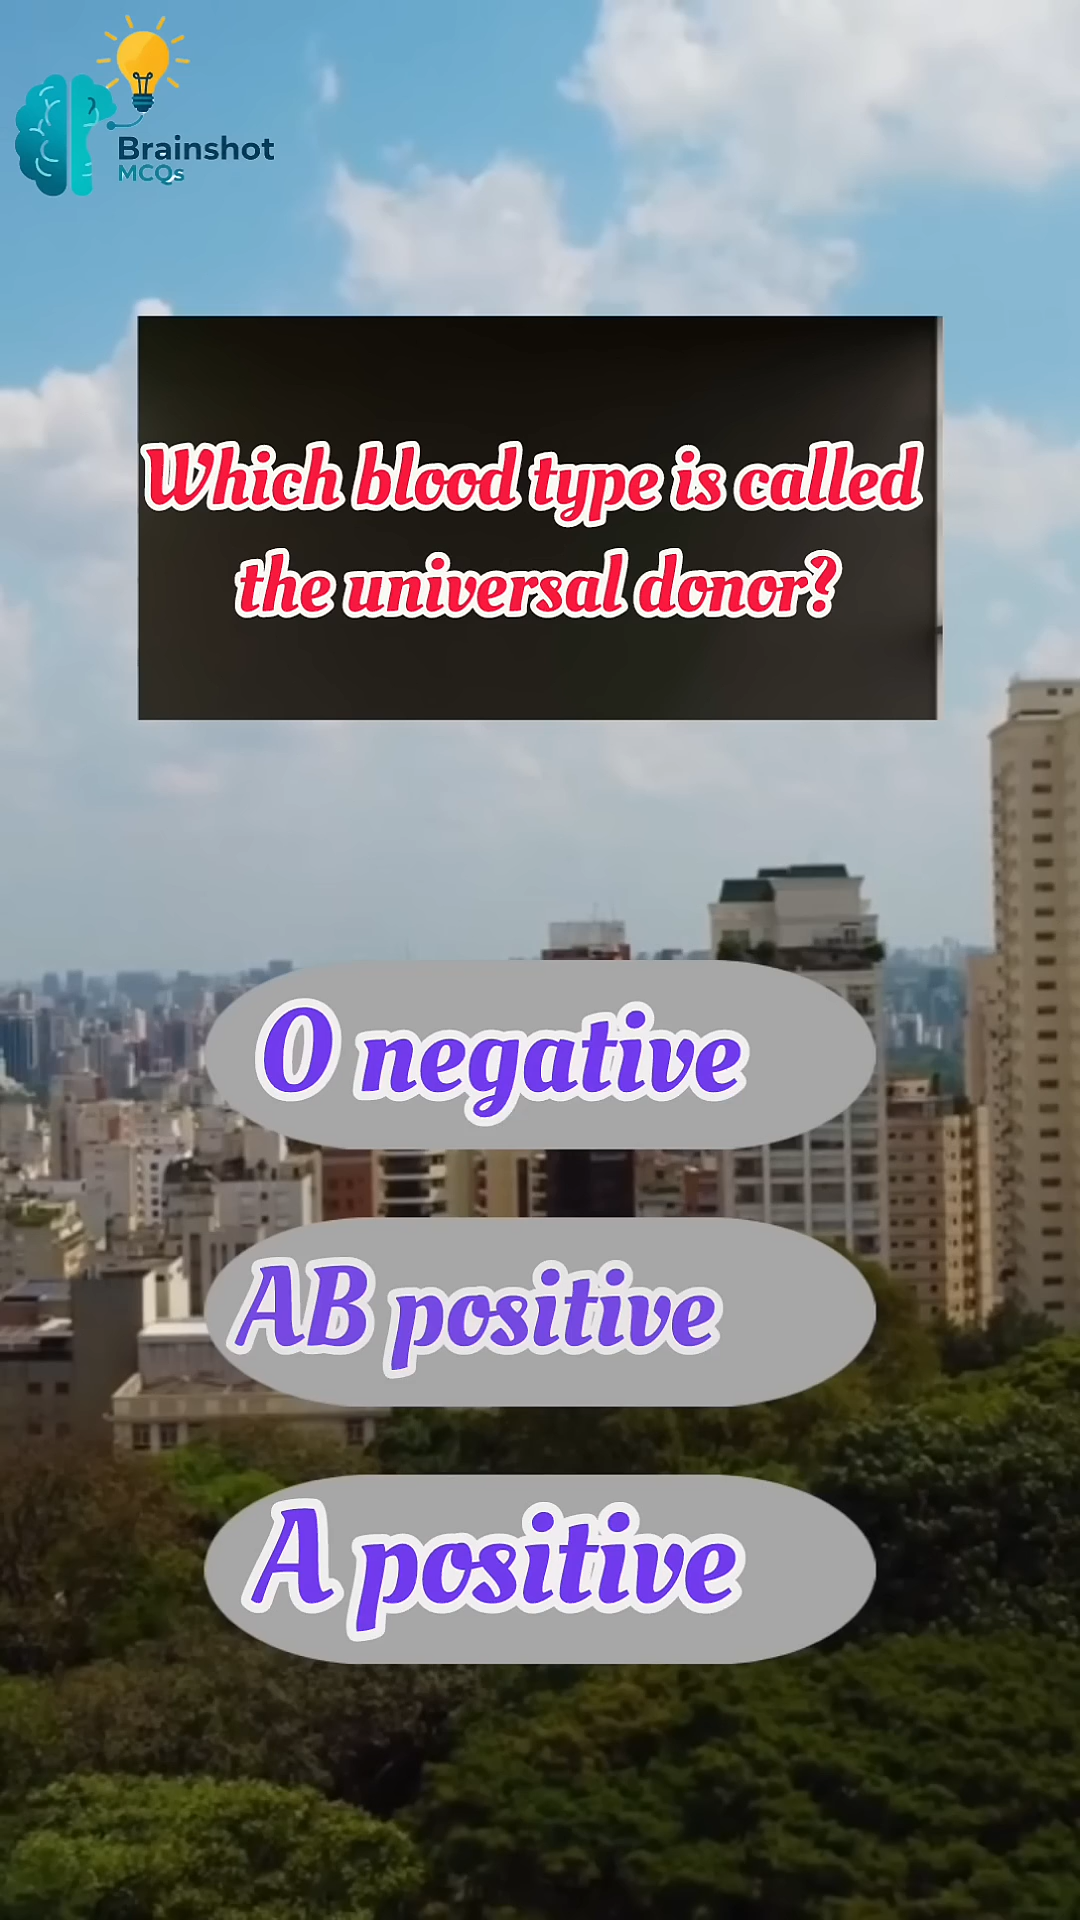 Brainshot
MCQs
Which blood type is called
the universal donor?
O negative
AB positive
A positive